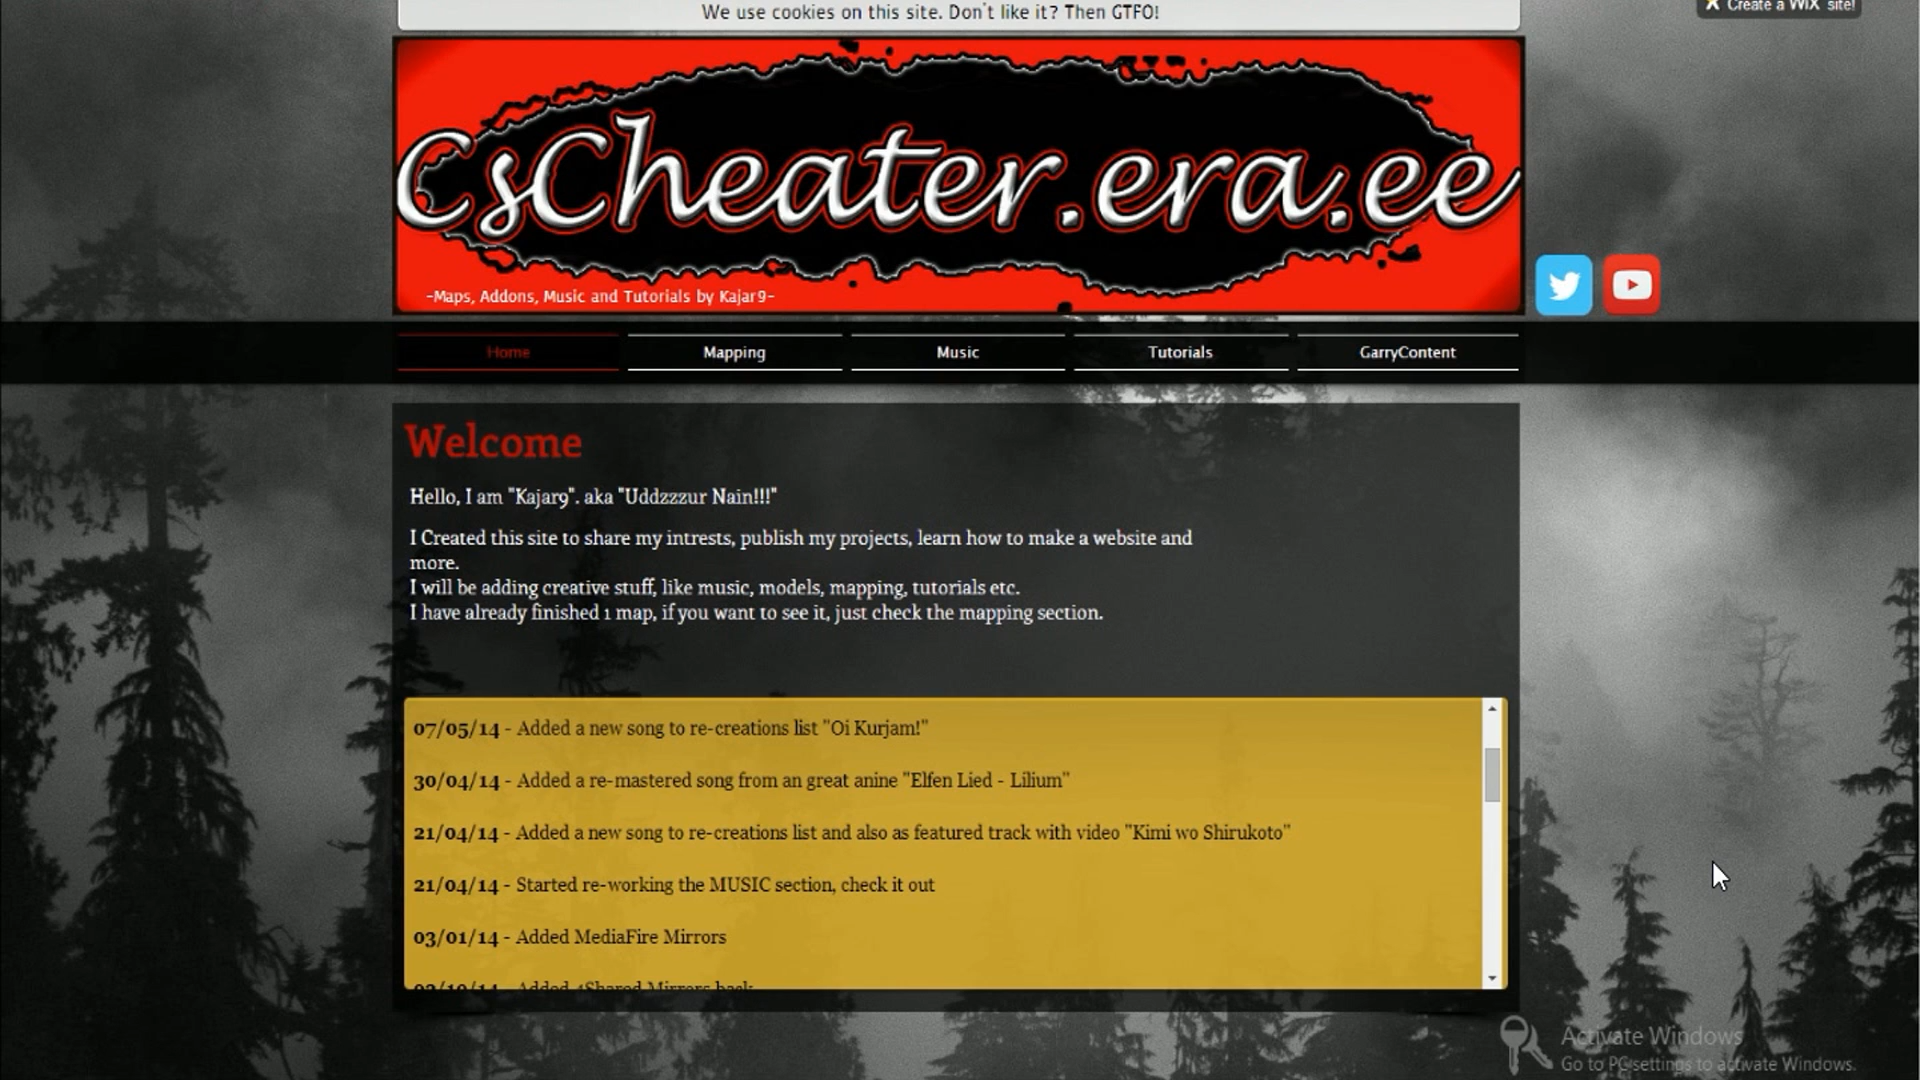 We use cookies on this site. Don't like it? Then GTFO!
Create a WiX site!
CsCheater.era.ee
-Maps, Addons, Music and Tutorials by Kajar9-
Home
Mapping
Music
Tutorials
GarryContent
Welcome
Hello, I am "Kajar9". aka "Uddzzzur Nain!!!"
I Created this site to share my intrests, publish my projects, learn how to make a website and
more.
I will be adding creative stuff, like music, models, mapping, tutorials etc.
I have already finished 1 map, if you want to see it, just check the mapping section.
07/05/14 - Added a new song to re-creations list "Oi Kurjam!"
30/04/14 - Added a re-mastered song from an great anine "Elfen Lied - Lilium"
21/04/14 - Added a new song to re-creations list and also as featured track with video "Kimi wo Shirukoto"
21/04/14 - Started re-working the MUSIC section, check it out
03/01/14 - Added MediaFire Mirrors
- Added 4Shared Mirrors back
Activate Windows
Go to PC settings to activate Windows.